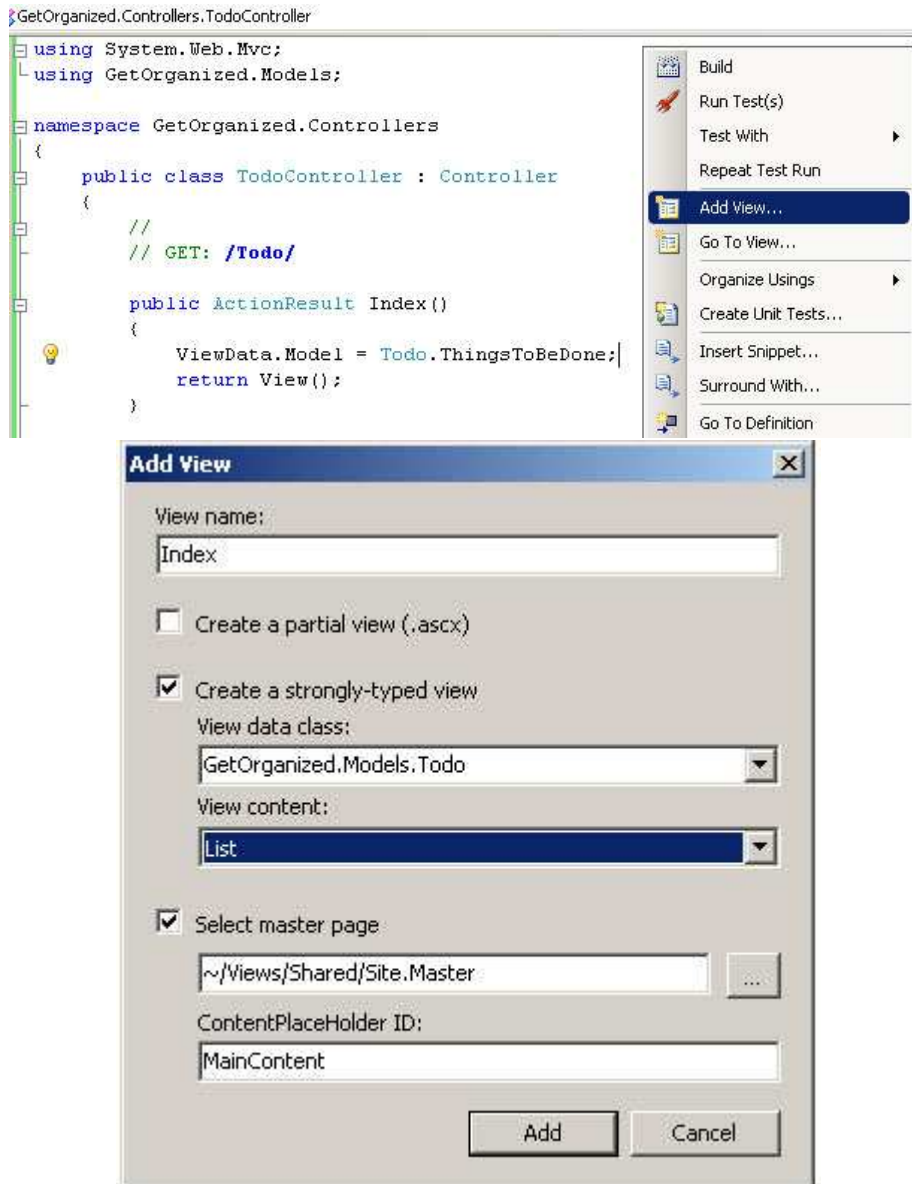 GetOrganized.Controllers.TodoController
using System.Web.Mvc;
using GetOrganized.Models;
namespace GetOrganized.Controllers
{
public class TodoController : Controller
{
//
// GET: /Todo/
public ActionResult Index()
{
ViewData.Model = Todo.ThingsToBeDone;
return View();
}
Build
Run Test(s)
Test With
Repeat Test Run
Add View...
Go To View...
Organize Usings
Create Unit Tests...
Insert Snippet...
Surround With...
Go To Definition
Add View
View name:
Index
Create a partial view (.ascx)
Create a strongly-typed view
View data class:
GetOrganized.Models.Todo
View content:
List
Select master page
~/Views/Shared/Site.Master
...
ContentPlaceHolder ID:
MainContent
Add
Cancel